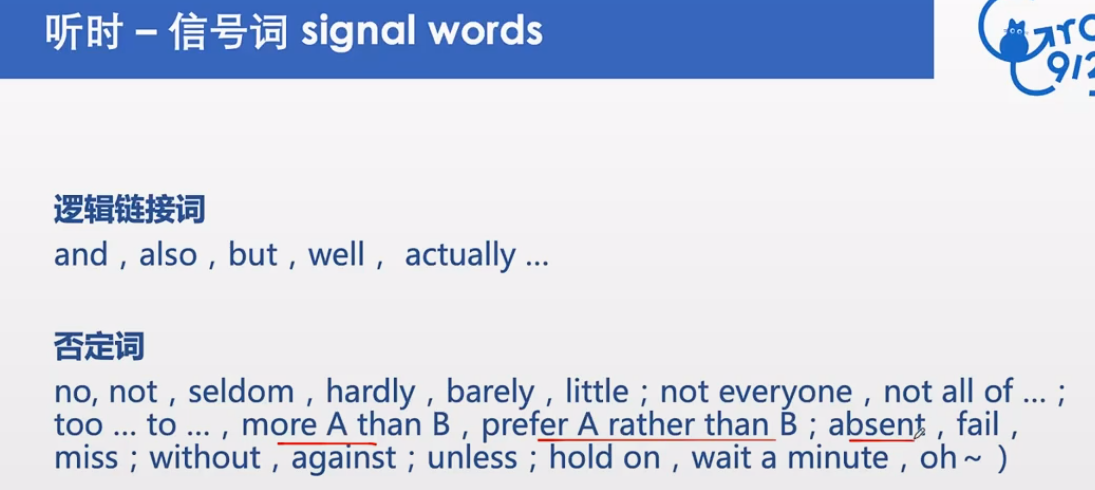 听时 – 信号词 signal words
逻辑链接词
and , also , but , well , actually ...
否定词
no, not , seldom , hardly , barely , little ; not everyone , not all of ... ;
too ... to ... , more A than B , prefer A rather than B ; absent , fail ,
miss ; without , against ; unless ; hold on , wait a minute , oh ~ )